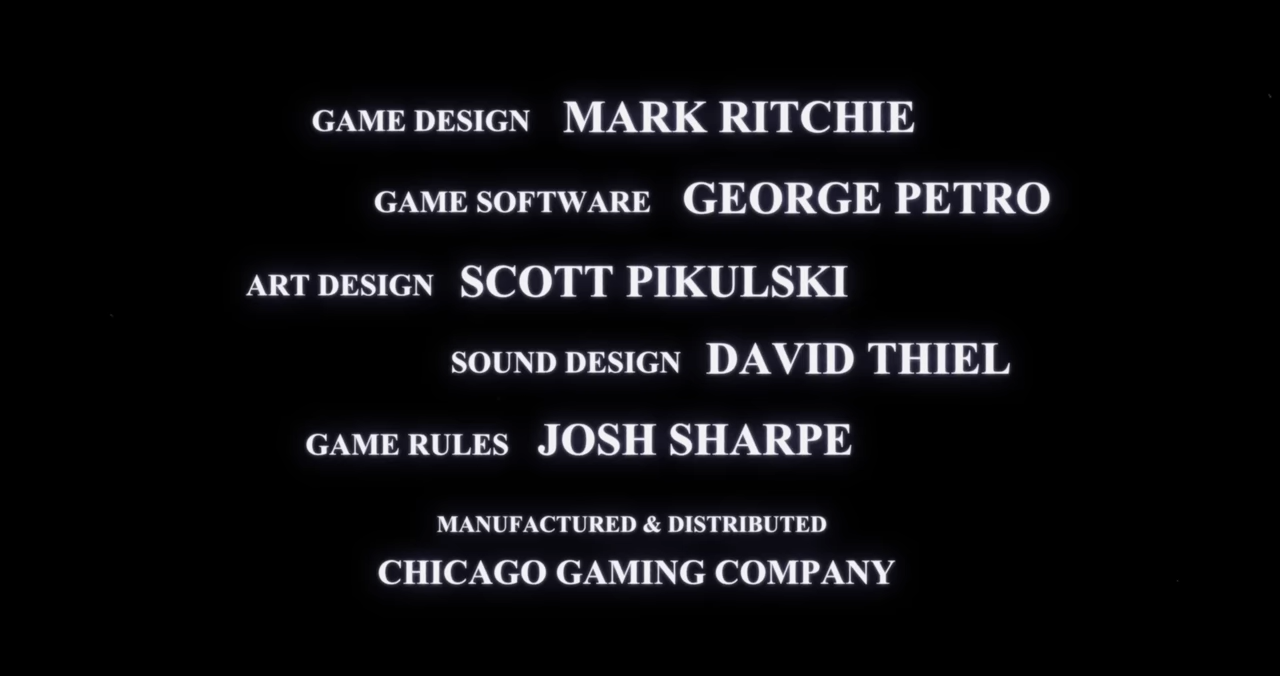 GAME DESIGN MARK RITCHIE
GAME SOFTWARE GEORGE PETRO
ART DESIGN SCOTT PIKULSKI
SOUND DESIGN DAVID THIEL
GAME RULES JOSH SHARPE
MANUFACTURED & DISTRIBUTED
CHICAGO GAMING COMPANY